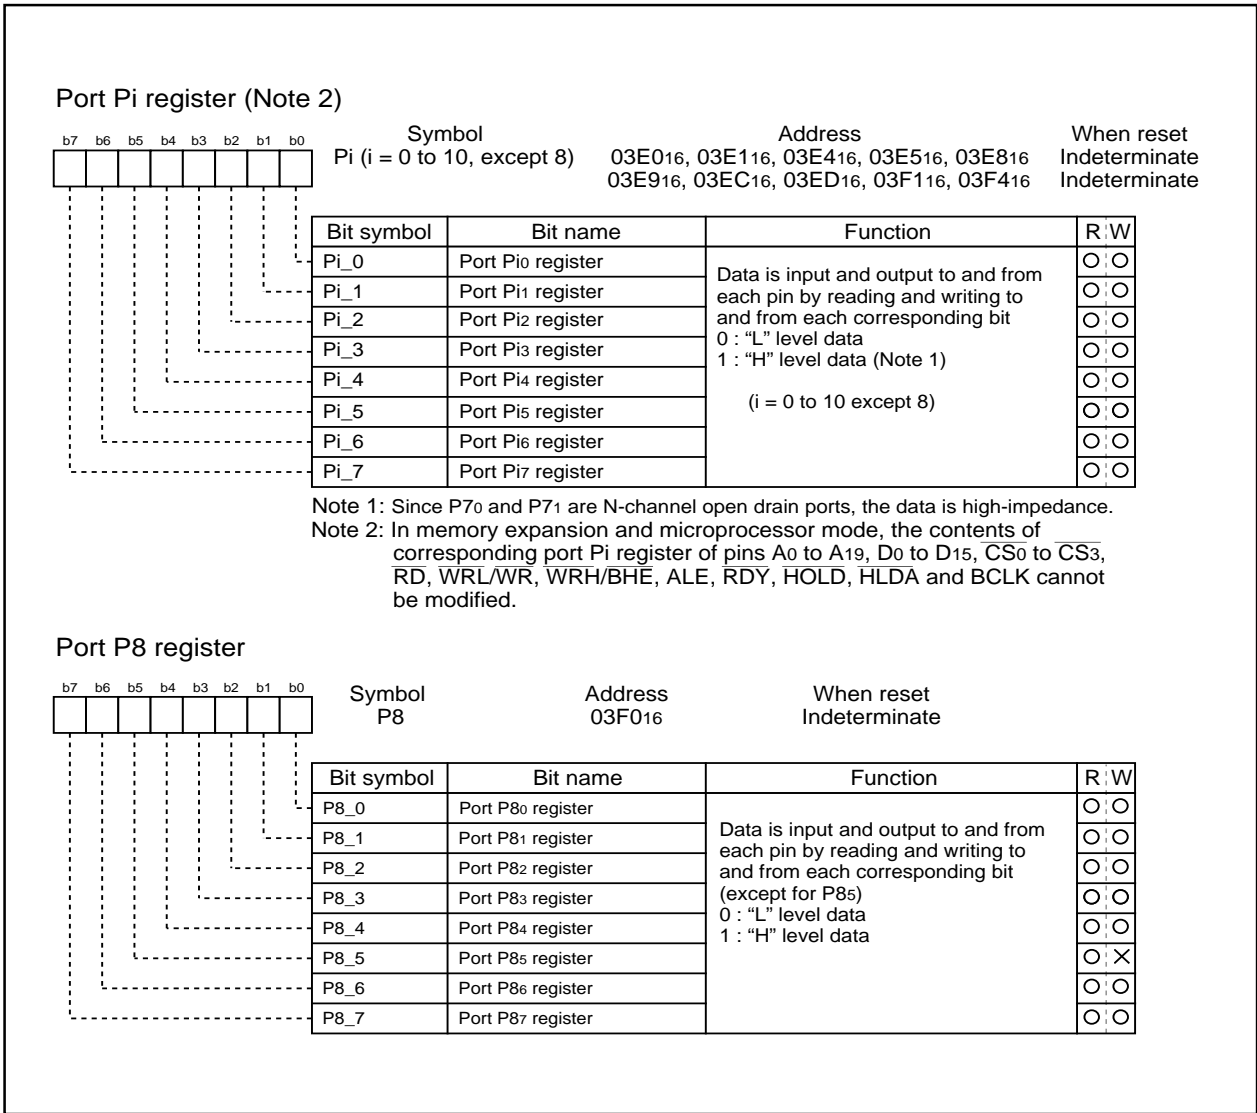 Port Pi register (Note 2)
b7 b6 b5 b4 b3 b2 b1 b0
Symbol Address When reset
Pi (i = 0 to 10, except 8) 03E016, 03E116, 03E416, 03E516, 03E816 Indeterminate
03E916, 03EC16, 03ED16, 03F116, 03F416 Indeterminate
Bit symbol Bit name Function R W
Pi_0 Port Pi0 register
Pi_1 Port Pi1 register
Pi_2 Port Pi2 register
Pi_3 Port Pi3 register
Pi_4 Port Pi4 register
Pi_5 Port Pi5 register
Pi_6 Port Pi6 register
Pi_7 Port Pi7 register
Data is input and output to and from
each pin by reading and writing to
and from each corresponding bit
0 : “L” level data
1 : “H” level data (Note 1)
(i = 0 to 10 except 8)
O O
O O
O O
O O
O O
O O
O O
O O
Note 1: Since P70 and P71 are N-channel open drain ports, the data is high-impedance.
Note 2: In memory expansion and microprocessor mode, the contents of
corresponding port Pi register of pins A0 to A19, D0 to D15, CS0 to CS3,
RD, WRL/WR, WRH/BHE, ALE, RDY, HOLD, HLDA and BCLK cannot
be modified.
Port P8 register
b7 b6 b5 b4 b3 b2 b1 b0
Symbol Address When reset
P8 03F016 Indeterminate
Bit symbol Bit name Function R W
P8_0 Port P80 register
P8_1 Port P81 register
P8_2 Port P82 register
P8_3 Port P83 register
P8_4 Port P84 register
P8_5 Port P85 register
P8_6 Port P86 register
P8_7 Port P87 register
Data is input and output to and from
each pin by reading and writing to
and from each corresponding bit
(except for P85)
0 : “L” level data
1 : “H” level data
O O
O O
O O
O O
O O
O X
O O
O O